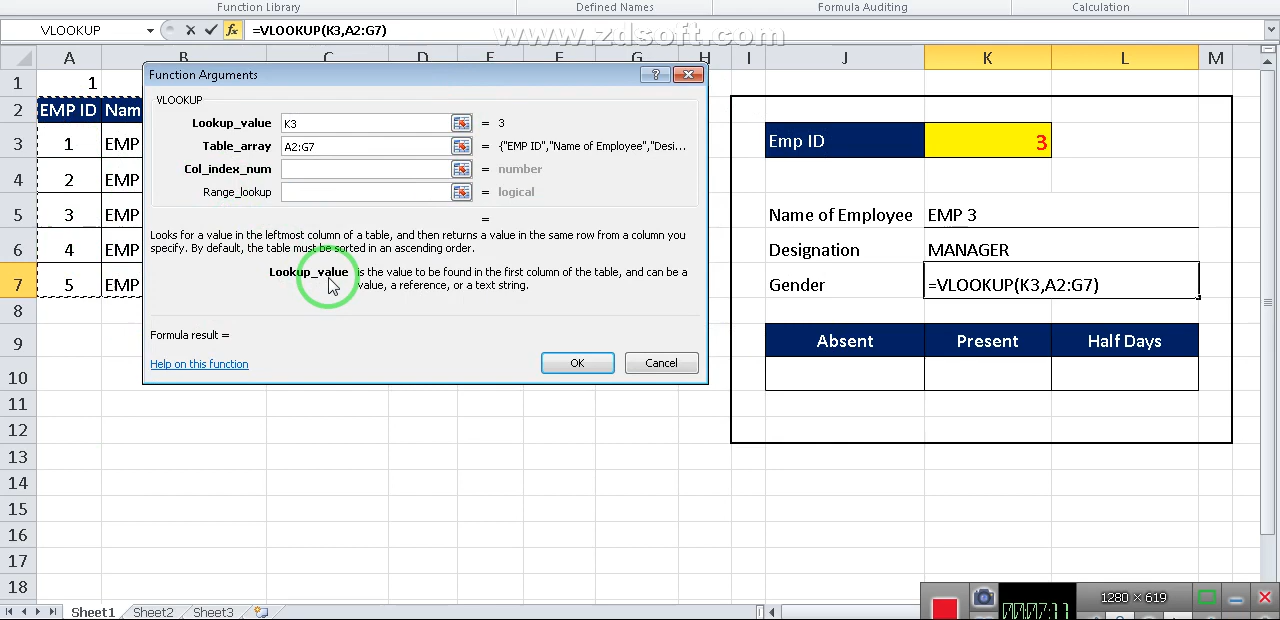 Function Library Defined Names Formula Auditing Calculation
VLOOKUP fx =VLOOKUP(K3,A2:G7)
www.zdsoft.com
A B C D E F G H I J K L M
Function Arguments
VLOOKUP
Lookup_value K3 = 3
Table_array A2:G7 = {"EMP ID","Name of Employee","Desi...
Col_index_num = number
Range_lookup = logical
=
Looks for a value in the leftmost column of a table, and then returns a value in the same row from a column you
specify. By default, the table must be sorted in an ascending order.
Lookup_value is the value to be found in the first column of the table, and can be a
value, a reference, or a text string.
Formula result =
Help on this function OK Cancel
1 1
2 EMP ID Nam
3 1 EMP
4 2 EMP
5 3 EMP
6 4 EMP
7 5 EMP
8
9
10
11
12
13
14
15
16
17
18
Emp ID 3
Name of Employee EMP 3
Designation MANAGER
Gender =VLOOKUP(K3,A2:G7)
Absent Present Half Days
Sheet1 Sheet2 Sheet3
1280 × 619